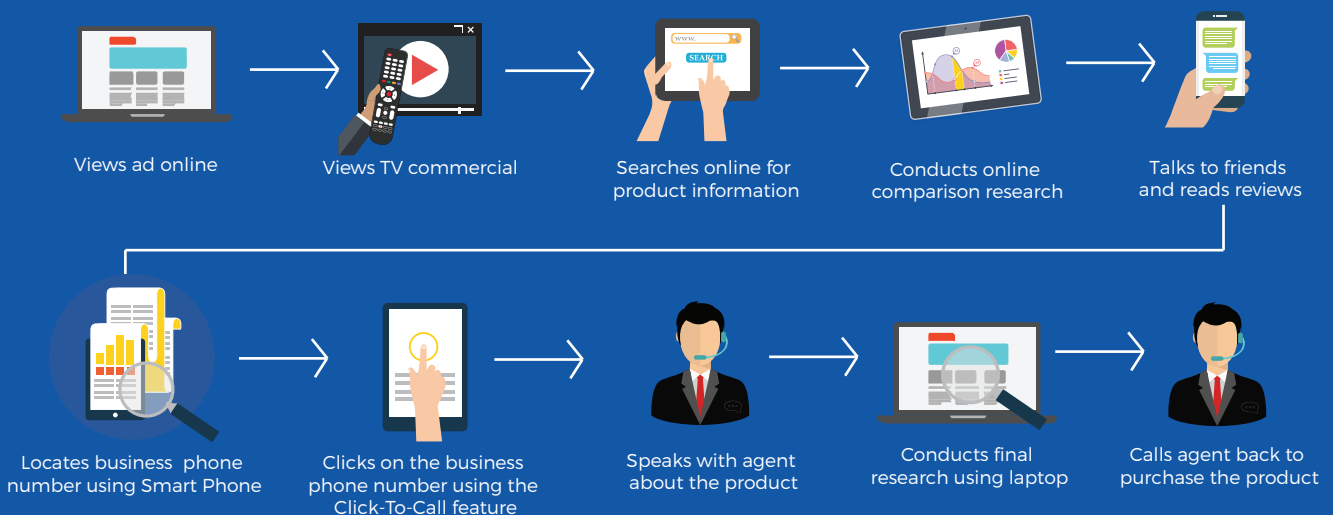 Views ad online
Views TV commercial
www.
SEARCH
Searches online for
product information
Conducts online
comparison research
Talks to friends
and reads reviews
Locates business phone
number using Smart Phone
Clicks on the business
phone number using the
Click-To-Call feature
Speaks with agent
about the product
Conducts final
research using laptop
Calls agent back to
purchase the product